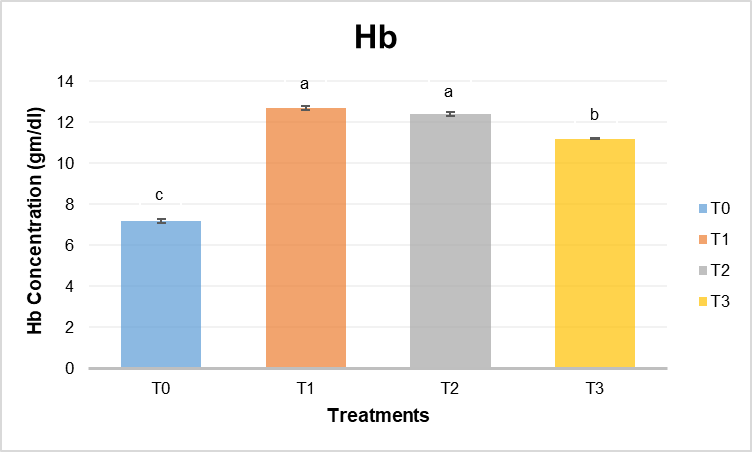 Hb
Hb Concentration (gm/dl)
14
12
10
8
6
4
2
0
c
a
a
b
T0
T1
T2
T3
Treatments
T0
T1
T2
T3